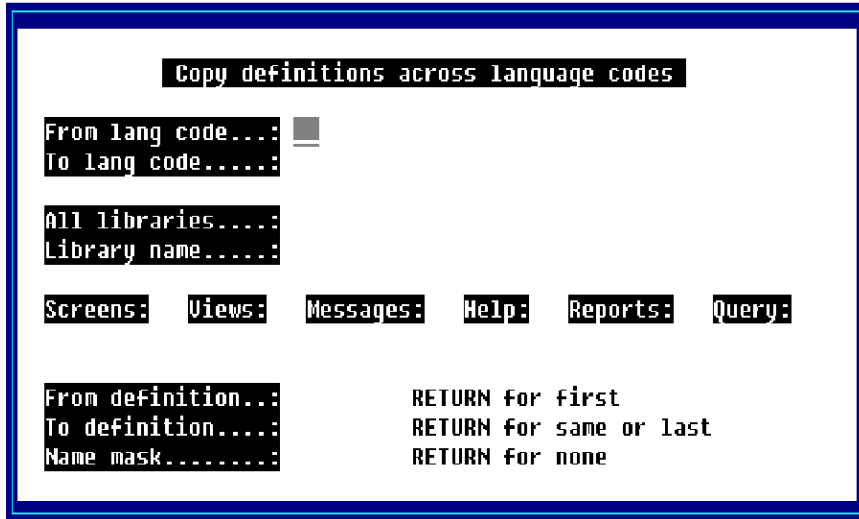 Copy definitions across language codes
From lang code...:
To lang code.....:
All libraries....:
Library name.....:
Screens: Views: Messages: Help: Reports: Query:
From definition..: RETURN for first
To definition....: RETURN for same or last
Name mask........: RETURN for none